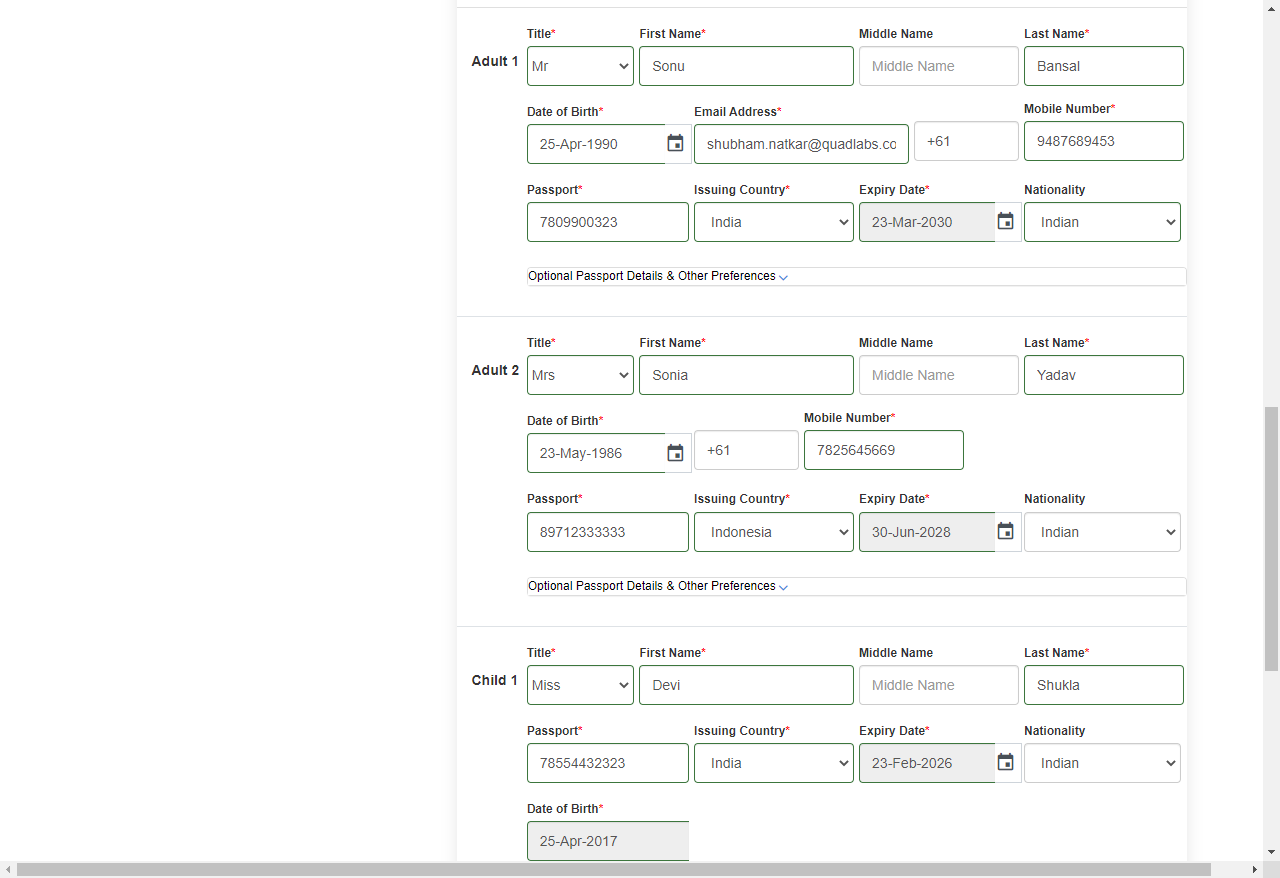 Title* First Name* Middle Name Last Name*
Adult 1 Mr Sonu Middle Name Bansal
Date of Birth* Email Address* Mobile Number*
25-Apr-1990 shubham.natkar@quadlabs.co +61 9487689453
Passport* Issuing Country* Expiry Date* Nationality
7809900323 India 23-Mar-2030 Indian
Optional Passport Details & Other Preferences
Title* First Name* Middle Name Last Name*
Adult 2 Mrs Sonia Middle Name Yadav
Date of Birth* Mobile Number*
23-May-1986 +61 7825645669
Passport* Issuing Country* Expiry Date* Nationality
89712333333 Indonesia 30-Jun-2028 Indian
Optional Passport Details & Other Preferences
Title* First Name* Middle Name Last Name*
Child 1 Miss Devi Middle Name Shukla
Passport* Issuing Country* Expiry Date* Nationality
78554432323 India 23-Feb-2026 Indian
Date of Birth*
25-Apr-2017